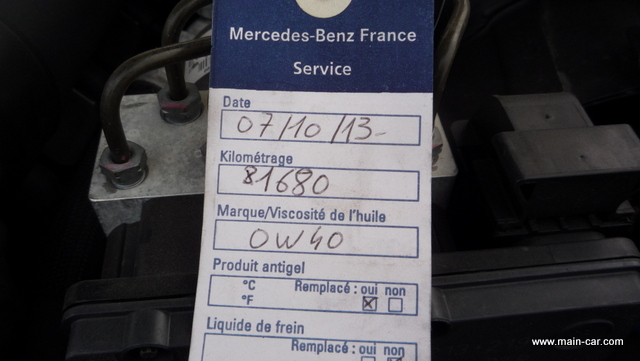 Mercedes-Benz France
Service
Date
07/10/13-
Kilométrage
81680
Marque/Viscosité de l'huile
0W40
Produit antigel
°C Remplacé : oui non
°F
Liquide de frein
Remplacé : oui non
www.main-car.com